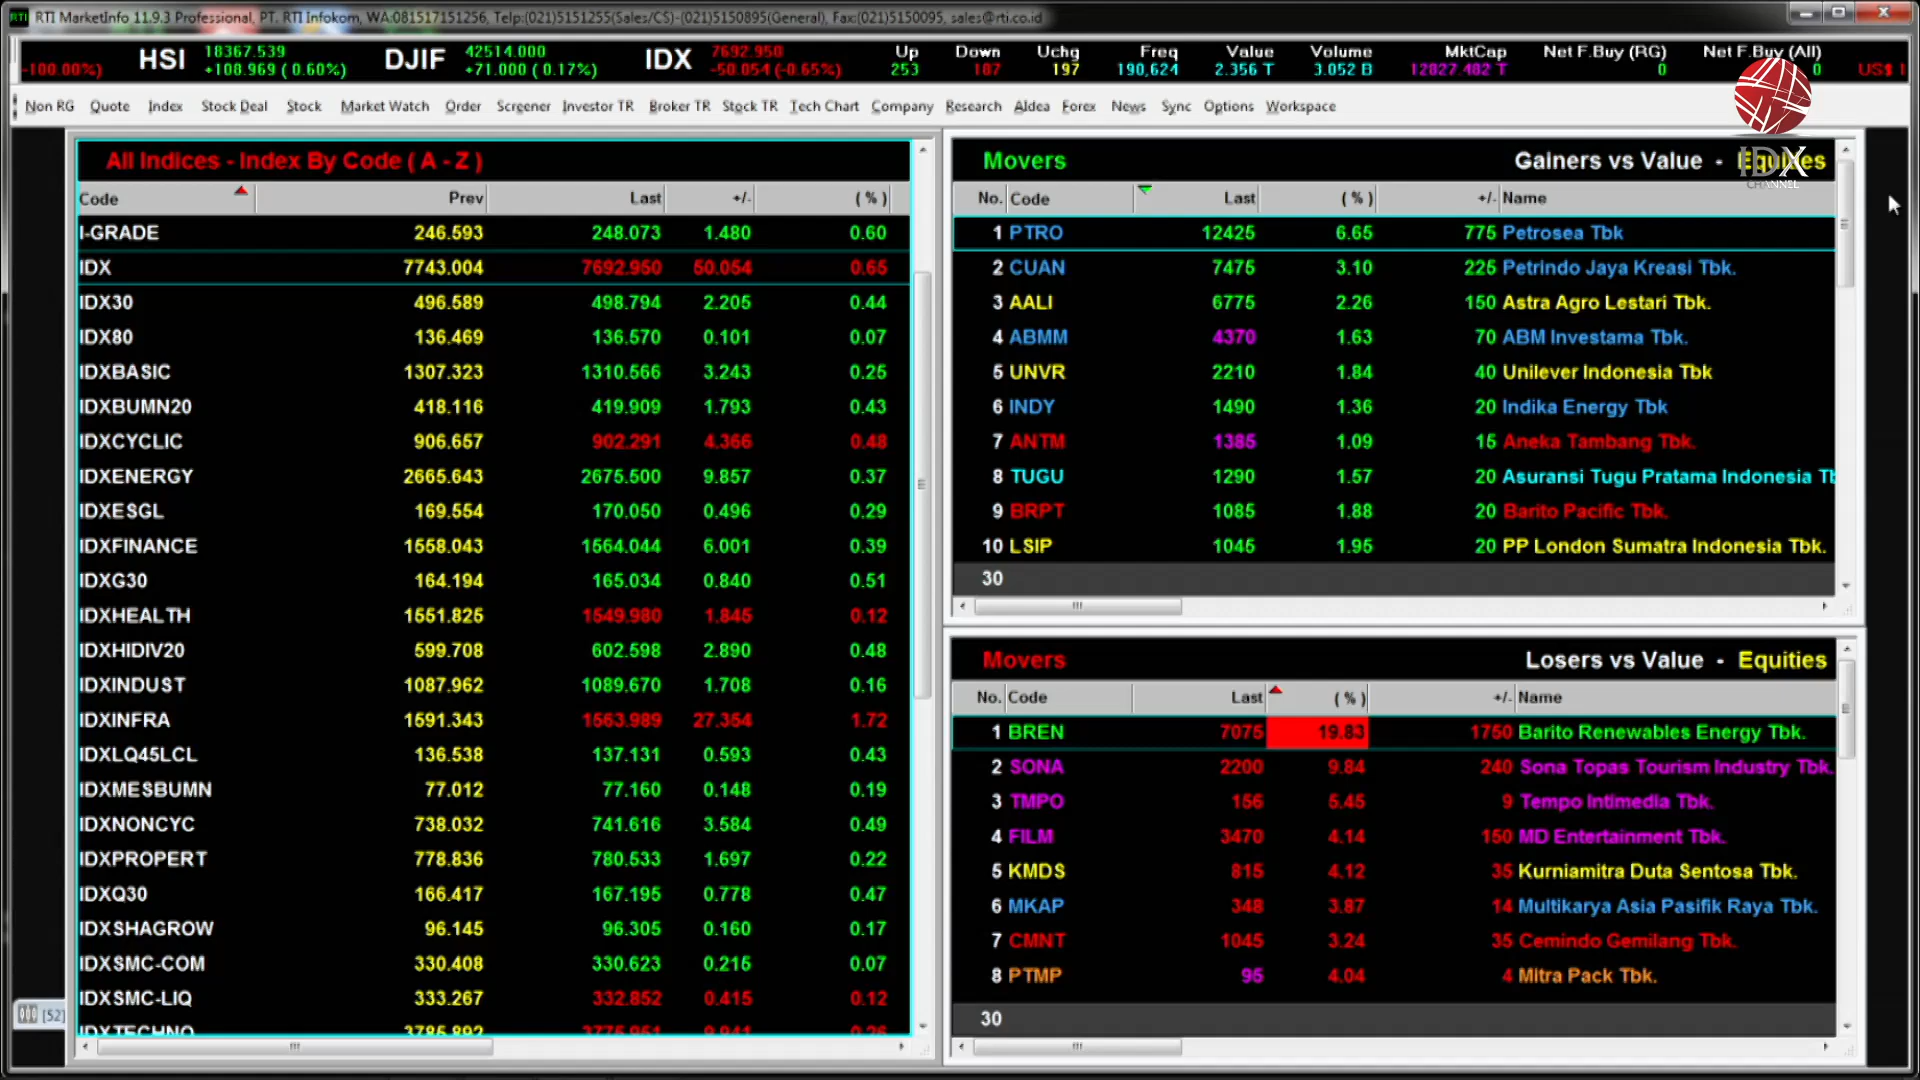 RTI MarketInfo 11.9.3 Professional, PT. RTI Infokom, WA:081517151256, Telp:(021)5151255(Sales/CS)-(021)5150895(General), Fax:(021)5150095, sales@rti.co.id
-100.00%) HSI 18367.539 +108.969 ( 0.60%) DJIF 42514.000 +71.000 ( 0.17%) IDX 7692.950 -50.054 (-0.65%)
Up Down Uchg Freq Value Volume MktCap Net F.Buy (RG) Net F.Buy (All)
253 187 197 190,624 2.356 T 3.052 B 12827.482 T 0 0 US$ 1
Non RG Quote Index Stock Deal Stock Market Watch Order Screener Investor TR Broker TR Stock TR Tech Chart Company Research Aldea Forex News Sync Options Workspace
IDX
CHANNEL
All Indices - Index By Code ( A - Z )
Code Prev Last +/- ( % )
I-GRADE 246.593 248.073 1.480 0.60
IDX 7743.004 7692.950 50.054 0.65
IDX30 496.589 498.794 2.205 0.44
IDX80 136.469 136.570 0.101 0.07
IDXBASIC 1307.323 1310.566 3.243 0.25
IDXBUMN20 418.116 419.909 1.793 0.43
IDXCYCLIC 906.657 902.291 4.366 0.48
IDXENERGY 2665.643 2675.500 9.857 0.37
IDXESGL 169.554 170.050 0.496 0.29
IDXFINANCE 1558.043 1564.044 6.001 0.39
IDXG30 164.194 165.034 0.840 0.51
IDXHEALTH 1551.825 1549.980 1.845 0.12
IDXHIDIV20 599.708 602.598 2.890 0.48
IDXINDUST 1087.962 1089.670 1.708 0.16
IDXINFRA 1591.343 1563.989 27.354 1.72
IDXLQ45LCL 136.538 137.131 0.593 0.43
IDXMESBUMN 77.012 77.160 0.148 0.19
IDXNONCYC 738.032 741.616 3.584 0.49
IDXPROPERT 778.836 780.533 1.697 0.22
IDXQ30 166.417 167.195 0.778 0.47
IDXSHAGROW 96.145 96.305 0.160 0.17
IDXSMC-COM 330.408 330.623 0.215 0.07
IDXSMC-LIQ 333.267 332.852 0.415 0.12
IDXTECHNO 3785.892 3775.951 9.941 0.26
[52]
Movers Gainers vs Value - Equities
No. Code Last ( % ) +/- Name
1 PTRO 12425 6.65 775 Petrosea Tbk
2 CUAN 7475 3.10 225 Petrindo Jaya Kreasi Tbk.
3 AALI 6775 2.26 150 Astra Agro Lestari Tbk.
4 ABMM 4370 1.63 70 ABM Investama Tbk.
5 UNVR 2210 1.84 40 Unilever Indonesia Tbk
6 INDY 1490 1.36 20 Indika Energy Tbk
7 ANTM 1385 1.09 15 Aneka Tambang Tbk.
8 TUGU 1290 1.57 20 Asuransi Tugu Pratama Indonesia Tb
9 BRPT 1085 1.88 20 Barito Pacific Tbk.
10 LSIP 1045 1.95 20 PP London Sumatra Indonesia Tbk.
30
Movers Losers vs Value - Equities
No. Code Last ( % ) +/- Name
1 BREN 7075 19.83 1750 Barito Renewables Energy Tbk.
2 SONA 2200 9.84 240 Sona Topas Tourism Industry Tbk.
3 TMPO 156 5.45 9 Tempo Intimedia Tbk.
4 FILM 3470 4.14 150 MD Entertainment Tbk.
5 KMDS 815 4.12 35 Kurniamitra Duta Sentosa Tbk.
6 MKAP 348 3.87 14 Multikarya Asia Pasifik Raya Tbk.
7 CMNT 1045 3.24 35 Cemindo Gemilang Tbk.
8 PTMP 95 4.04 4 Mitra Pack Tbk.
30